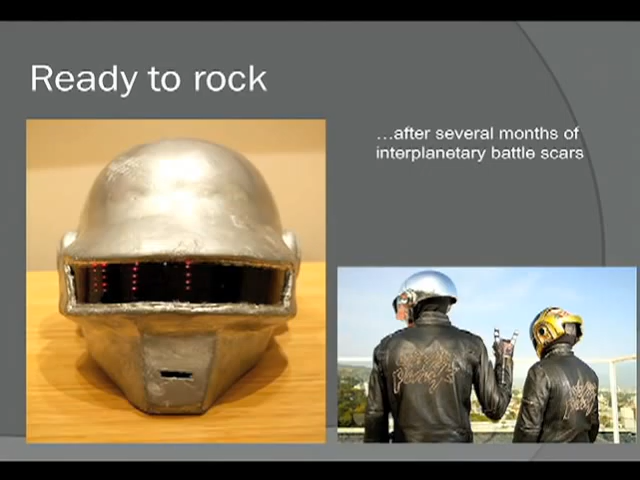 Ready to rock
...after several months of
interplanetary battle scars